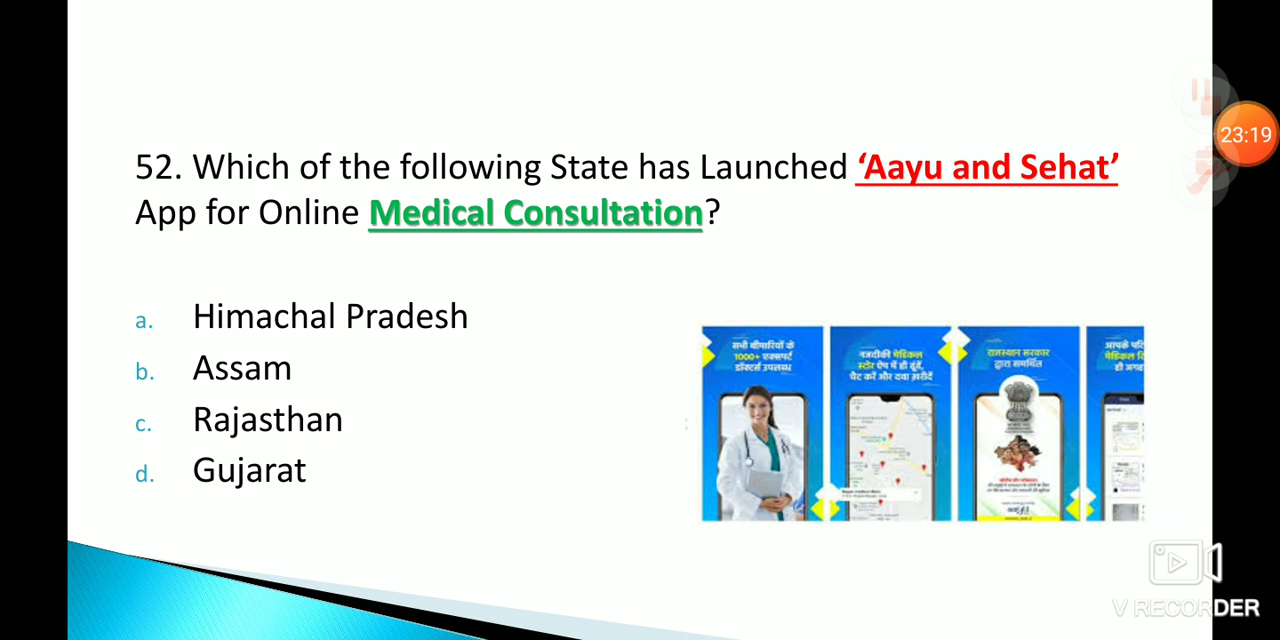 23:19
52. Which of the following State has Launched ‘Aayu and Sehat’
App for Online Medical Consultation?
a. Himachal Pradesh
b. Assam
c. Rajasthan
d. Gujarat
सभी बीमारियों के
1000+ एक्सपर्ट
डॉक्टर्स उपलब्ध
नजदीकी मेडिकल
स्टोर ऐप में ही ढूंढें,
चैट करें और दवा ख़रीदें
राजस्थान सरकार
द्वारा समर्थित
आपके
मेडिकल
ही
V RECORDER